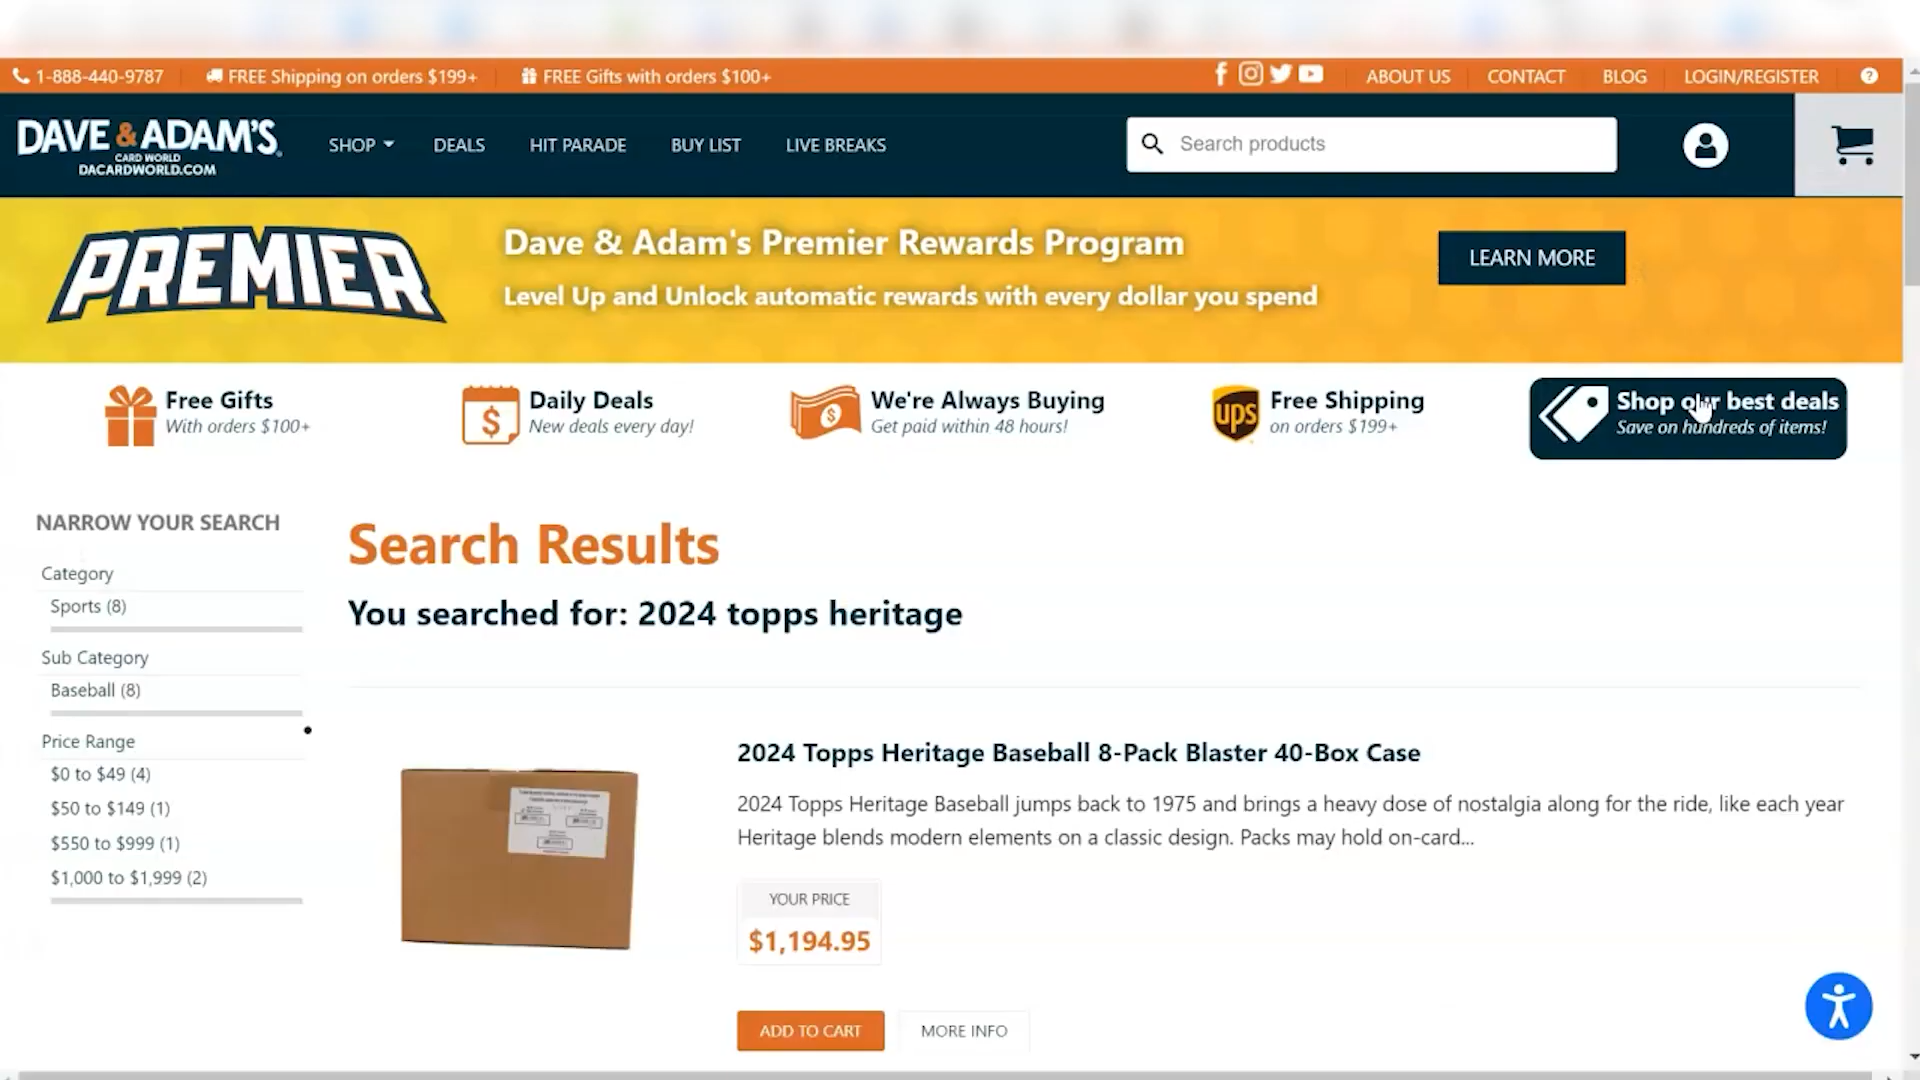 1-888-440-9787
FREE Shipping on orders $199+
FREE Gifts with orders $100+
ABOUT US
CONTACT
BLOG
LOGIN/REGISTER
?
DAVE & ADAM'S
CARD WORLD
DACARDWORLD.COM
SHOP
DEALS
HIT PARADE
BUY LIST
LIVE BREAKS
Search products
PREMIER
Dave & Adam's Premier Rewards Program
Level Up and Unlock automatic rewards with every dollar you spend
LEARN MORE
Free Gifts
With orders $100+
$
Daily Deals
New deals every day!
$
We're Always Buying
Get paid within 48 hours!
ups
Free Shipping
on orders $199+
Shop our best deals
Save on hundreds of items!
NARROW YOUR SEARCH
Category
Sports (8)
Sub Category
Baseball (8)
Price Range
$0 to $49 (4)
$50 to $149 (1)
$550 to $999 (1)
$1,000 to $1,999 (2)
Search Results
You searched for: 2024 topps heritage
2024 Topps Heritage Baseball 8-Pack Blaster 40-Box Case
2024 Topps Heritage Baseball jumps back to 1975 and brings a heavy dose of nostalgia along for the ride, like each year
Heritage blends modern elements on a classic design. Packs may hold on-card...
YOUR PRICE
$1,194.95
ADD TO CART
MORE INFO